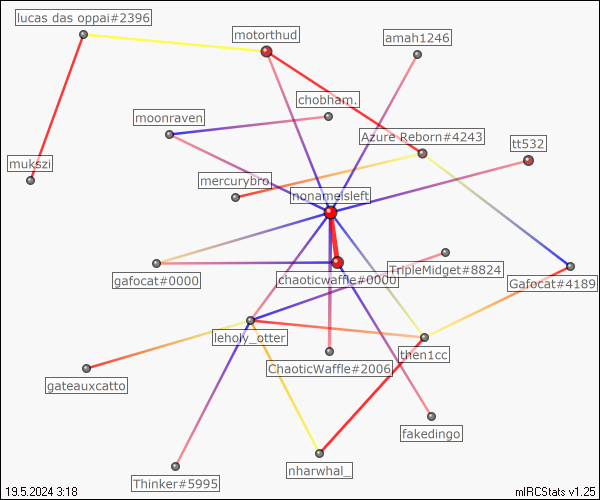 lucas das oppai#2396
motorthud
amah1246
chobham.
moonraven
Azure Reborn#4243
tt532
mukszi
mercurybro
nonameisleft
TripleMidget#8824
gafocat#0000
chaoticwaffle#0000
Gafocat#4189
leholy_otter
then1cc
ChaoticWaffle#2006
gateauxcatto
fakedingo
nharwhal_
Thinker#5995
19.5.2024 3:18
mIRCStats v1.25